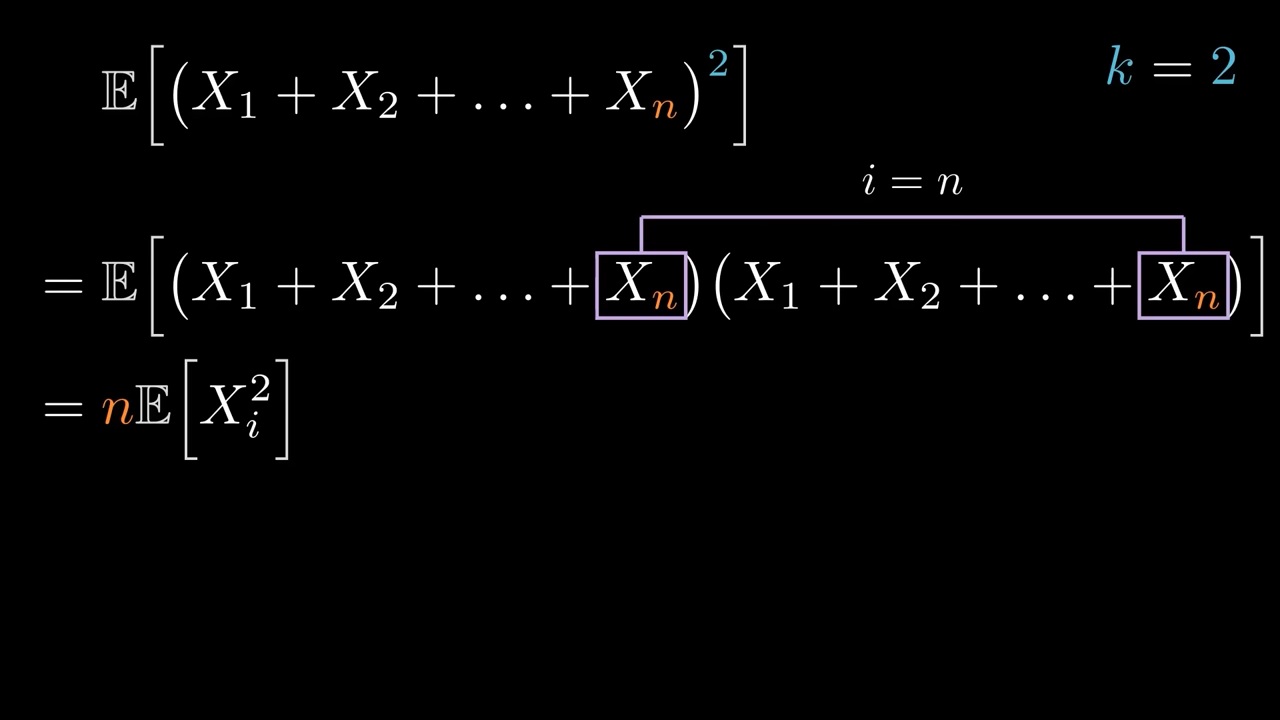 𝔼[(X₁ + X₂ + … + Xₙ)²]
k = 2
i = n
= 𝔼[(X₁ + X₂ + … + Xₙ)(X₁ + X₂ + … + Xₙ)]
= n𝔼[Xᵢ²]